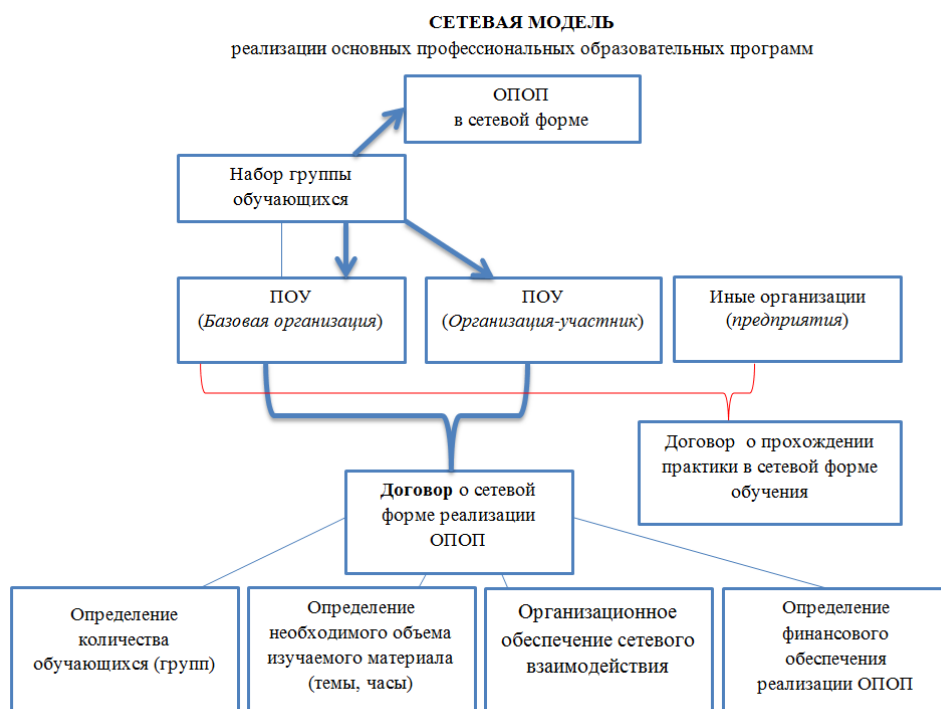 СЕТЕВАЯ МОДЕЛЬ
реализации основных профессиональных образовательных программ
ОПОП
в сетевой форме
Набор группы
обучающихся
ПОУ
(Базовая организация)
ПОУ
(Организация-участник)
Иные организации
(предприятия)
Договор о прохождении
практики в сетевой форме
обучения
Договор о сетевой
форме реализации
ОПОП
Определение
количества
обучающихся (групп)
Определение
необходимого объема
изучаемого материала
(темы, часы)
Организационное
обеспечение сетевого
взаимодействия
Определение
финансового
обеспечения
реализации ОПОП